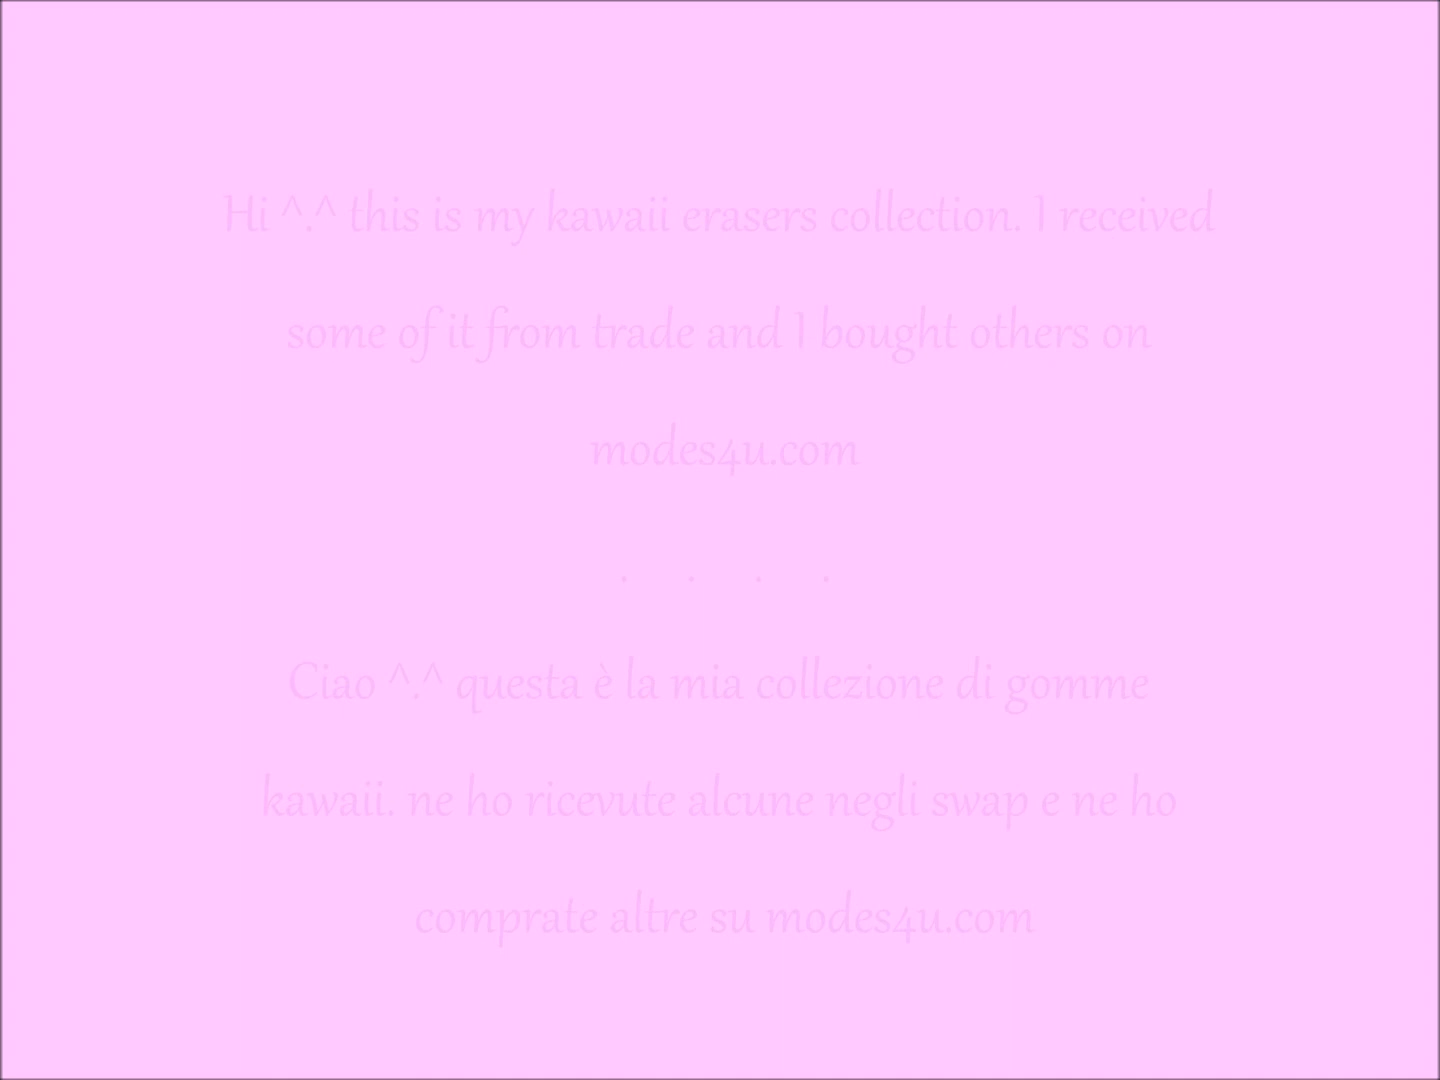 Hi ^.^ this is my kawaii erasers collection. I received
some of it from trade and I bought others on
modes4u.com
. . . .
Ciao ^.^ questa è la mia collezione di gomme
kawaii. ne ho ricevute alcune negli swap e ne ho
comprate altre su modes4u.com